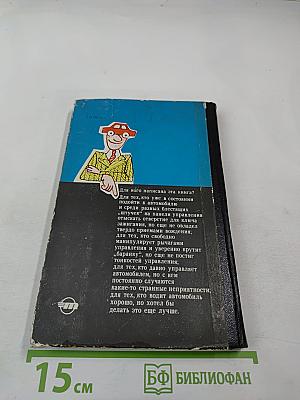 Для кого написана эта книга?
Для тех, кто уже в состоянии
подойти к автомобилю
и среди разных блестящих
„штучек" на панели управления
отыскать отверстие для ключа
зажигания, но еще не овладел
твердо приемами вождения;
для тех, кто свободно
манипулирует рычагами
управления и уверенно крутит
„баранку", но еще не постиг
тонкостей управления;
для тех, кто давно управляет
автомобилем, но с кем
постоянно случаются
какие-то странные неприятности;
для тех, кто водит автомобиль
хорошо, но хотел бы
делать это еще лучше.
15 см
БФ БИБЛИОФАН